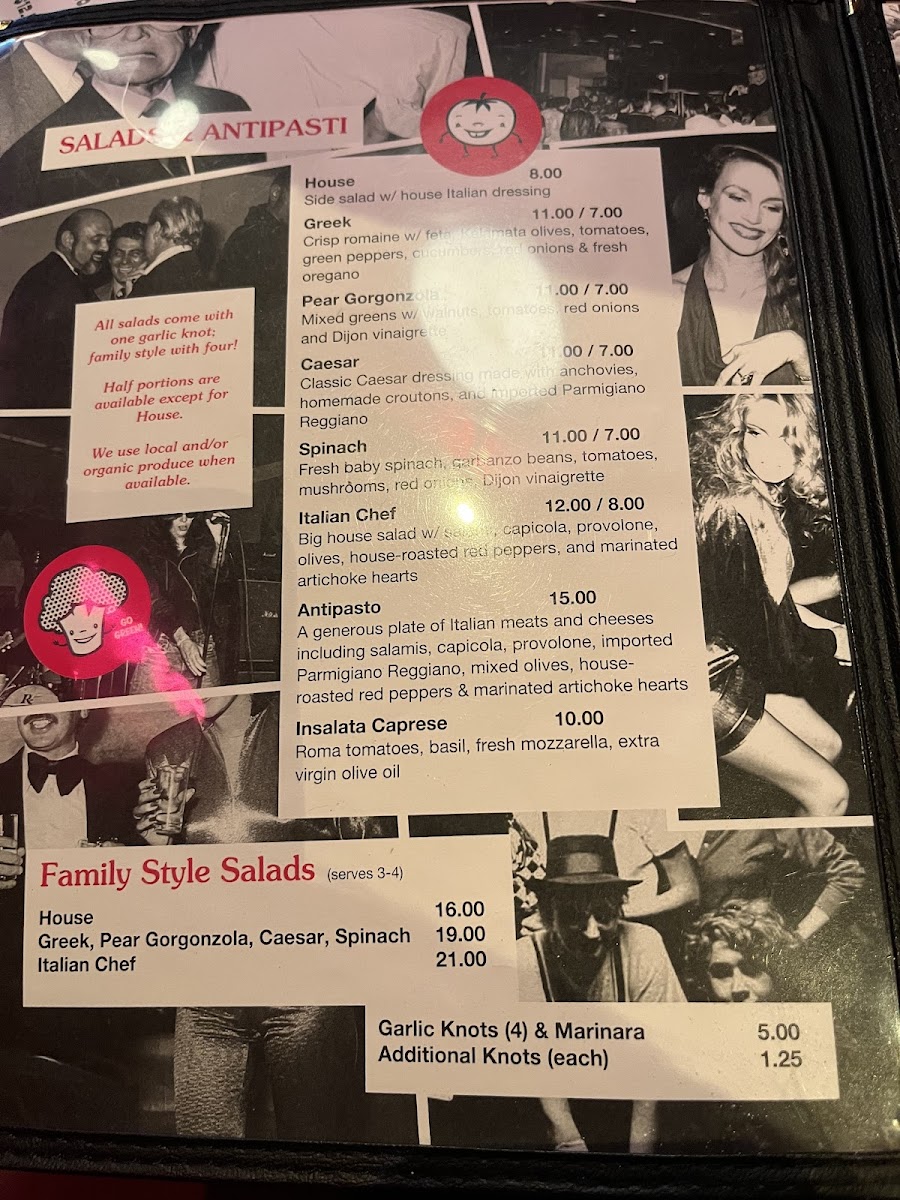 SALADS & ANTIPASTI
House 8.00
Side salad w/ house Italian dressing
Greek 11.00 / 7.00
Crisp romaine w/ feta, Kalamata olives, tomatoes,
green peppers, cucumbers, red onions & fresh
oregano
Pear Gorgonzola 11.00 / 7.00
Mixed greens w/ walnuts, tomatoes, red onions
and Dijon vinaigrette
Caesar 11.00 / 7.00
Classic Caesar dressing made with anchovies,
homemade croutons, and imported Parmigiano
Reggiano
Spinach 11.00 / 7.00
Fresh baby spinach, garbanzo beans, tomatoes,
mushrooms, red onions, Dijon vinaigrette
Italian Chef 12.00 / 8.00
Big house salad w/ capicola, provolone,
olives, house-roasted red peppers, and marinated
artichoke hearts
Antipasto 15.00
A generous plate of Italian meats and cheeses
including salamis, capicola, provolone, imported
Parmigiano Reggiano, mixed olives, house-
roasted red peppers & marinated artichoke hearts
Insalata Caprese 10.00
Roma tomatoes, basil, fresh mozzarella, extra
virgin olive oil
All salads come with
one garlic knot;
family style with four!
Half portions are
available except for
House.
We use local and/or
organic produce when
available.
GO
GREEN!
Family Style Salads (serves 3-4)
House 16.00
Greek, Pear Gorgonzola, Caesar, Spinach 19.00
Italian Chef 21.00
Garlic Knots (4) & Marinara 5.00
Additional Knots (each) 1.25